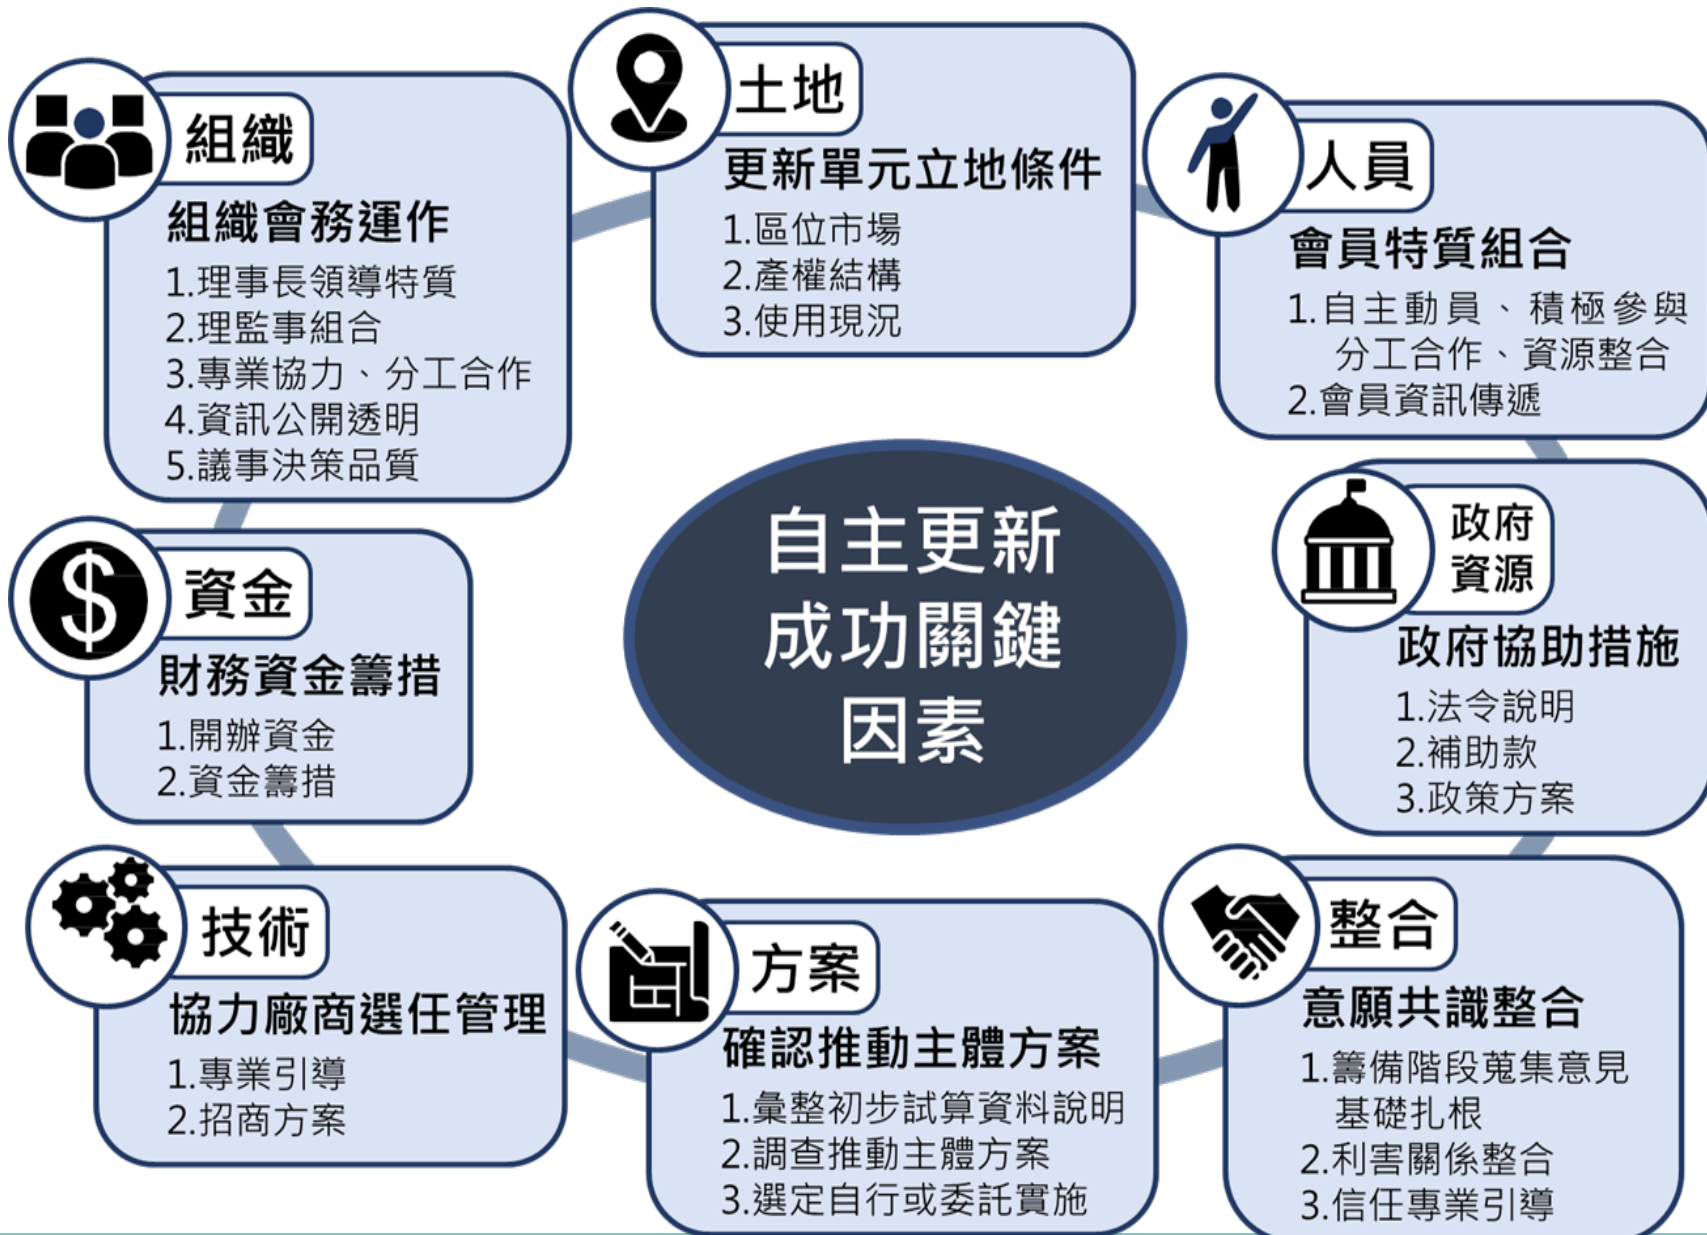 組織
組織會務運作
1.理事長領導特質
2.理監事組合
3.專業協力、分工合作
4.資訊公開透明
5.議事決策品質
土地
更新單元立地條件
1.區位市場
2.產權結構
3.使用現況
人員
會員特質組合
1.自主動員、積極參與
分工合作、資源整合
2.會員資訊傳遞
自主更新
成功關鍵
因素
資金
財務資金籌措
1.開辦資金
2.資金籌措
政府
資源
政府協助措施
1.法令說明
2.補助款
3.政策方案
技術
協力廠商選任管理
1.專業引導
2.招商方案
方案
確認推動主體方案
1.彙整初步試算資料說明
2.調查推動主體方案
3.選定自行或委託實施
整合
意願共識整合
1.籌備階段蒐集意見
基礎扎根
2.利害關係整合
3.信任專業引導